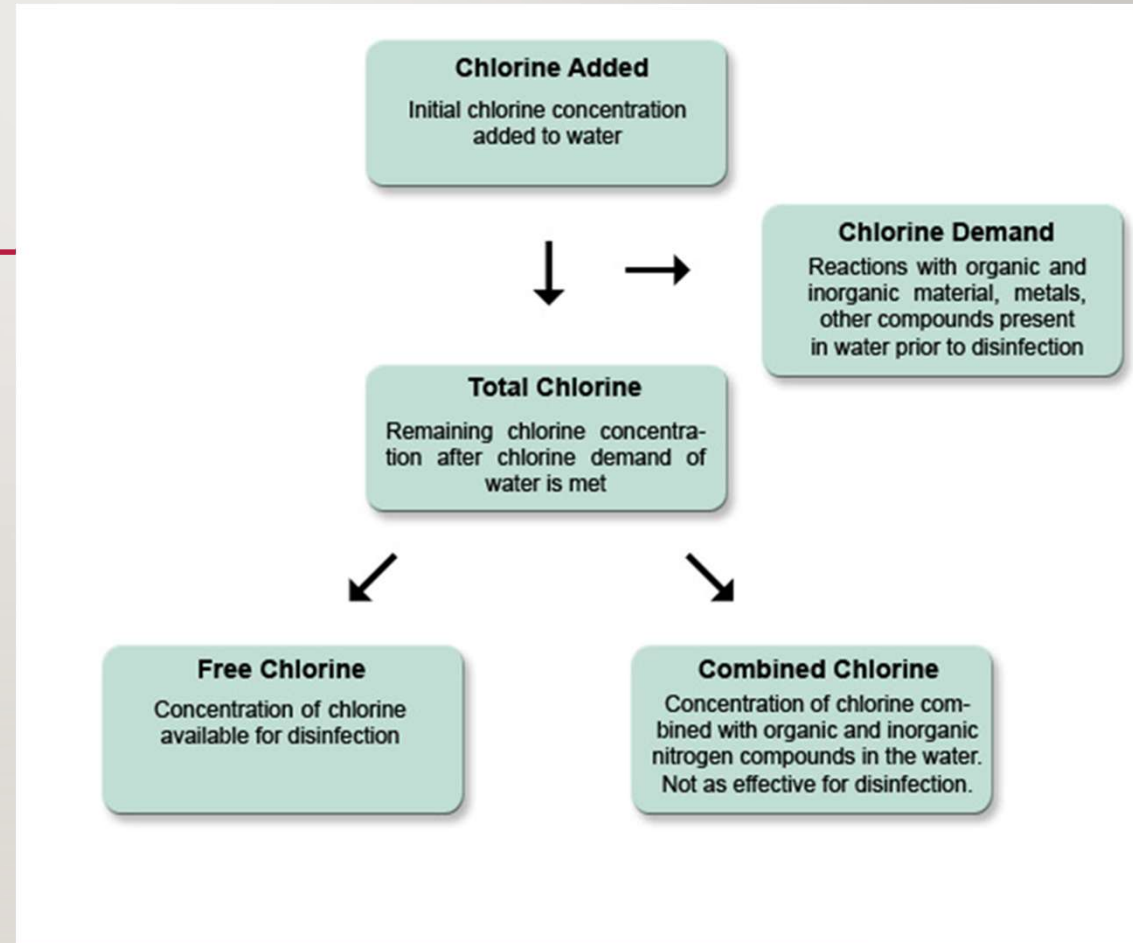 Chlorine Added
Initial chlorine concentration
added to water
Chlorine Demand
Reactions with organic and
inorganic material, metals,
other compounds present
in water prior to disinfection
Total Chlorine
Remaining chlorine concentra-
tion after chlorine demand of
water is met
Free Chlorine
Concentration of chlorine
available for disinfection
Combined Chlorine
Concentration of chlorine com-
bined with organic and inorganic
nitrogen compounds in the water.
Not as effective for disinfection.